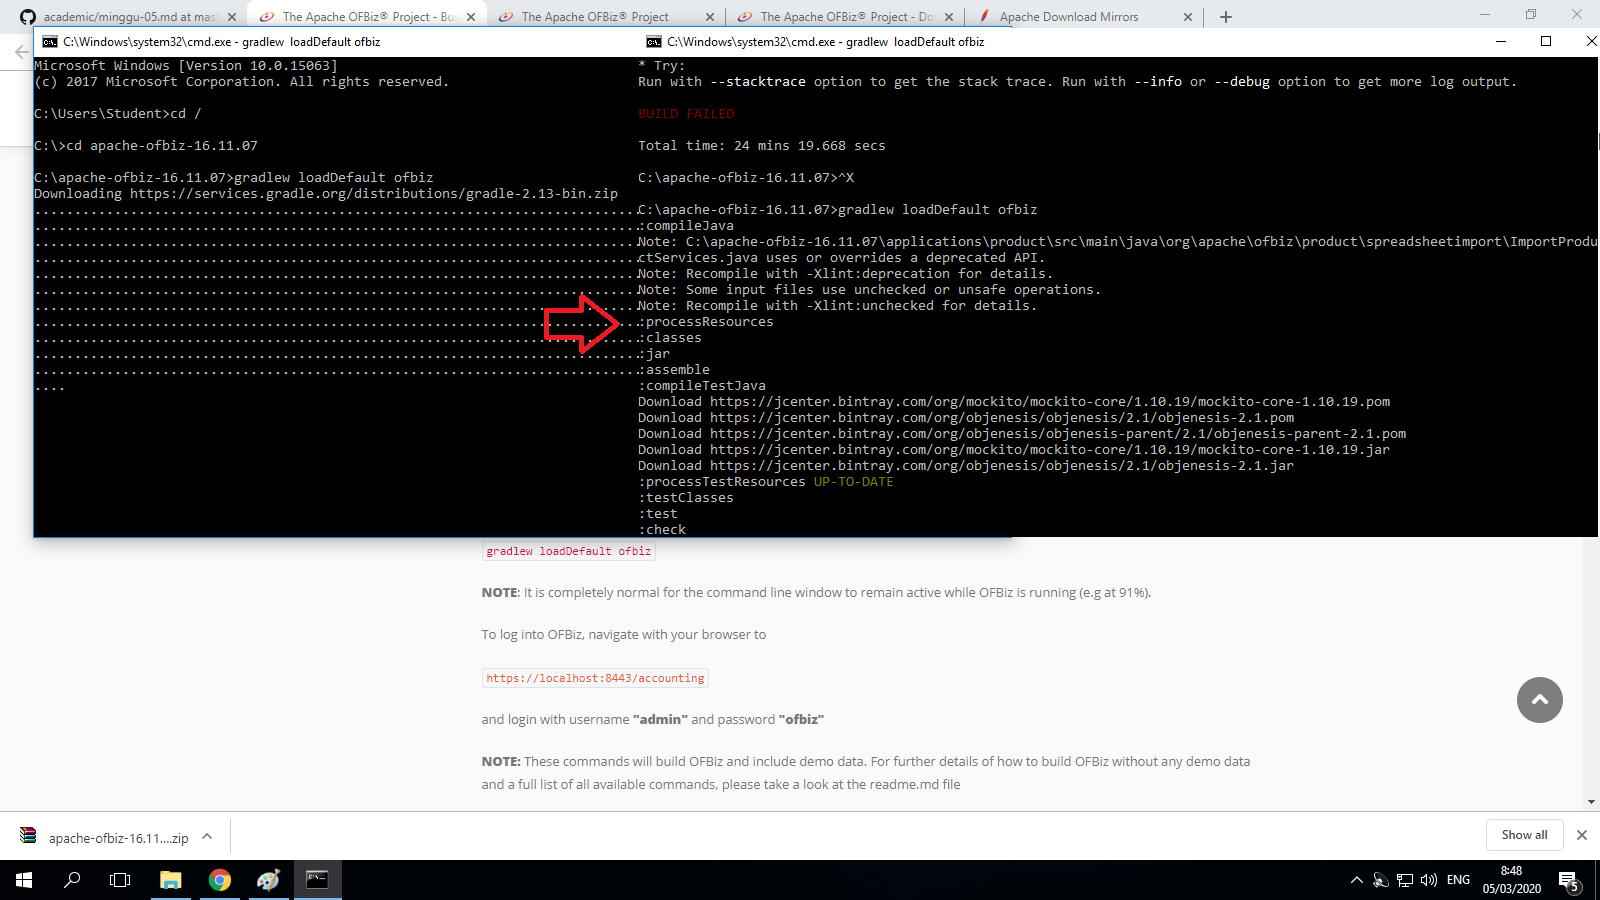 academic/minggu-05.md at mast
The Apache OFBiz® Project - Bus
The Apache OFBiz® Project
The Apache OFBiz® Project - Do
Apache Download Mirrors
C:\Windows\system32\cmd.exe - gradlew  loadDefault ofbiz
Microsoft Windows [Version 10.0.15063]
(c) 2017 Microsoft Corporation. All rights reserved.
C:\Users\Student>cd /
C:\>cd apache-ofbiz-16.11.07
C:\apache-ofbiz-16.11.07>gradlew loadDefault ofbiz
Downloading https://services.gradle.org/distributions/gradle-2.13-bin.zip
C:\Windows\system32\cmd.exe - gradlew  loadDefault ofbiz
* Try:
Run with --stacktrace option to get the stack trace. Run with --info or --debug option to get more log output.
BUILD FAILED
Total time: 24 mins 19.668 secs
C:\apache-ofbiz-16.11.07>^X
C:\apache-ofbiz-16.11.07>gradlew loadDefault ofbiz
:compileJava
Note: C:\apache-ofbiz-16.11.07\applications\product\src\main\java\org\apache\ofbiz\product\spreadsheetimport\ImportProdu
ctServices.java uses or overrides a deprecated API.
Note: Recompile with -Xlint:deprecation for details.
Note: Some input files use unchecked or unsafe operations.
Note: Recompile with -Xlint:unchecked for details.
:processResources
:classes
:jar
:assemble
:compileTestJava
Download https://jcenter.bintray.com/org/mockito/mockito-core/1.10.19/mockito-core-1.10.19.pom
Download https://jcenter.bintray.com/org/objenesis/objenesis/2.1/objenesis-2.1.pom
Download https://jcenter.bintray.com/org/objenesis/objenesis-parent/2.1/objenesis-parent-2.1.pom
Download https://jcenter.bintray.com/org/mockito/mockito-core/1.10.19/mockito-core-1.10.19.jar
Download https://jcenter.bintray.com/org/objenesis/objenesis/2.1/objenesis-2.1.jar
:processTestResources UP-TO-DATE
:testClasses
:test
:check
gradlew loadDefault ofbiz
NOTE: It is completely normal for the command line window to remain active while OFBiz is running (e.g at 91%).
To log into OFBiz, navigate with your browser to
https://localhost:8443/accounting
and login with username "admin" and password "ofbiz"
NOTE: These commands will build OFBiz and include demo data. For further details of how to build OFBiz without any demo data
and a full list of all available commands, please take a look at the readme.md file
apache-ofbiz-16.11....zip
Show all
ENG
8:48
05/03/2020
5